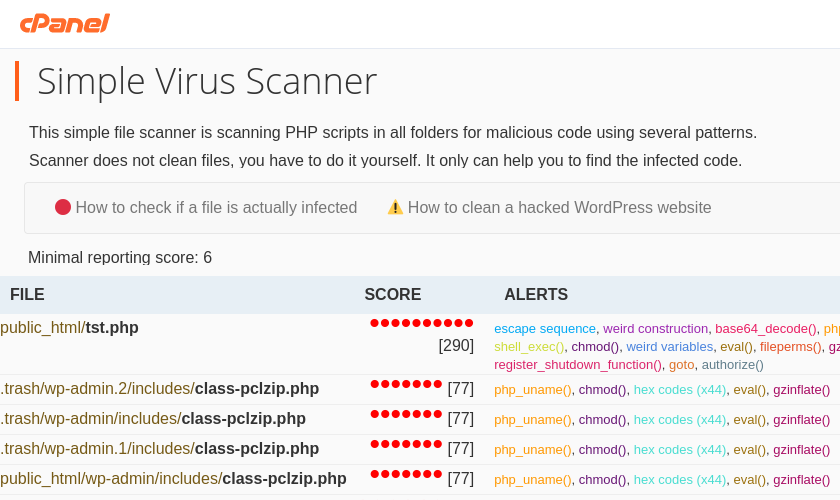 cPanel
Simple Virus Scanner
This simple file scanner is scanning PHP scripts in all folders for malicious code using several patterns.
Scanner does not clean files, you have to do it yourself. It only can help you to find the infected code.
How to check if a file is actually infected How to clean a hacked WordPress website
Minimal reporting score: 6
FILE SCORE ALERTS
public_html/tst.php [290] escape sequence, weird construction, base64_decode(), php
shell_exec(), chmod(), weird variables, eval(), fileperms(), gz
register_shutdown_function(), goto, authorize()
.trash/wp-admin.2/includes/class-pclzip.php [77] php_uname(), chmod(), hex codes (x44), eval(), gzinflate()
.trash/wp-admin/includes/class-pclzip.php [77] php_uname(), chmod(), hex codes (x44), eval(), gzinflate()
.trash/wp-admin.1/includes/class-pclzip.php [77] php_uname(), chmod(), hex codes (x44), eval(), gzinflate()
public_html/wp-admin/includes/class-pclzip.php [77] php_uname(), chmod(), hex codes (x44), eval(), gzinflate()